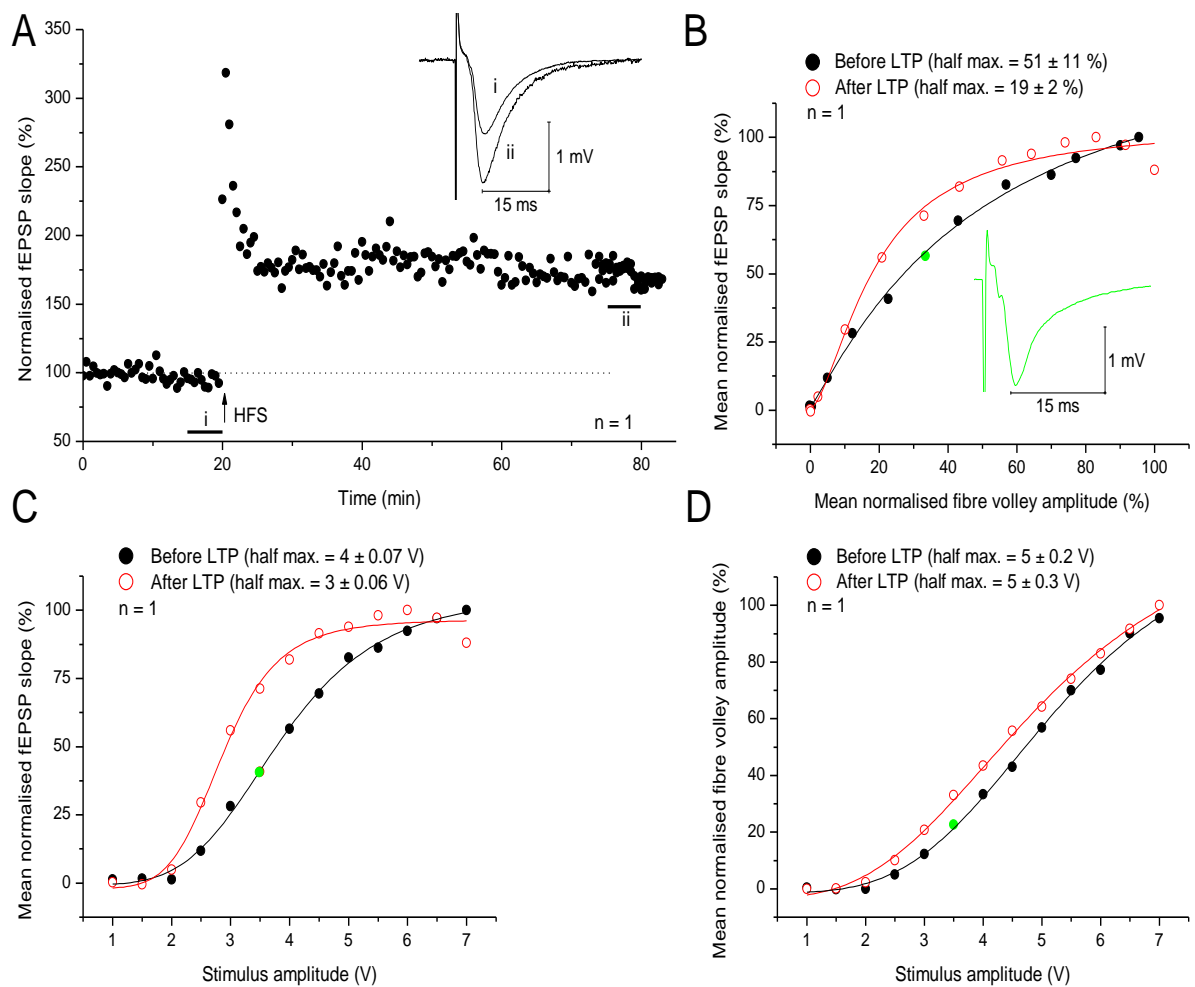 A
Normalised fEPSP slope (%)
350
300
250
200
150
100
50
0
20
40
60
80
Time (min)
i
HFS
ii
n = 1
i
ii
1 mV
15 ms
B
Before LTP (half max. = 51 ± 11 %)
After LTP (half max. = 19 ± 2 %)
n = 1
Mean normalised fEPSP slope (%)
100
75
50
25
0
0
20
40
60
80
100
Mean normalised fibre volley amplitude (%)
1 mV
15 ms
C
Before LTP (half max. = 4 ± 0.07 V)
After LTP (half max. = 3 ± 0.06 V)
n = 1
Mean normalised fEPSP slope (%)
100
75
50
25
0
1
2
3
4
5
6
7
Stimulus amplitude (V)
D
Before LTP (half max. = 5 ± 0.2 V)
After LTP (half max. = 5 ± 0.3 V)
n = 1
Mean normalised fibre volley amplitude (%)
100
80
60
40
20
0
1
2
3
4
5
6
7
Stimulus amplitude (V)